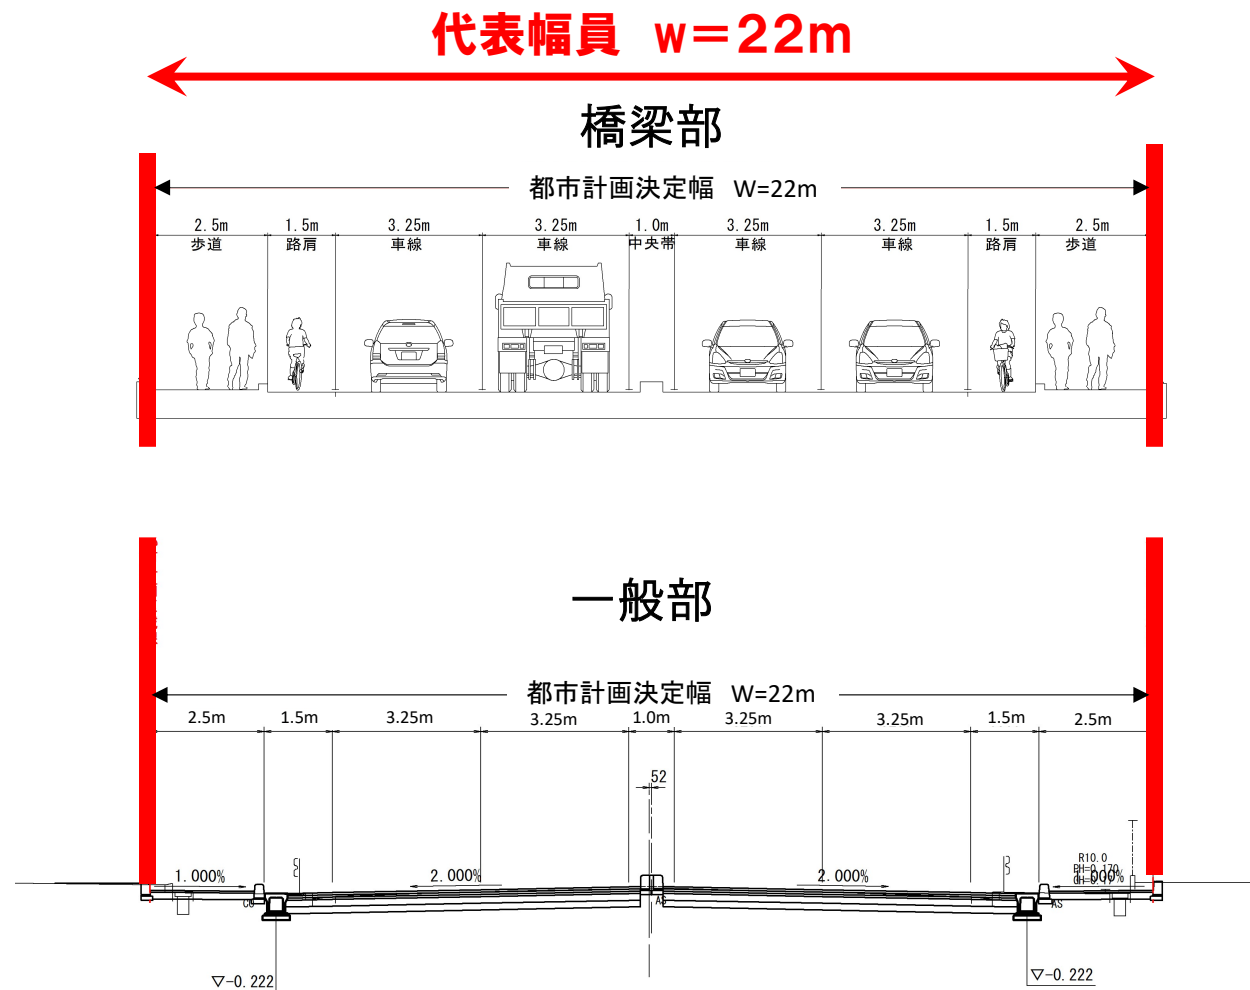 代表幅員 w＝22m
橋梁部
都市計画決定幅 W=22m
2.5m 1.5m 3.25m 3.25m 1.0m 3.25m 3.25m 1.5m 2.5m
歩道 路肩 車線 車線 中央帯 車線 車線 路肩 歩道
一般部
都市計画決定幅 W=22m
2.5m 1.5m 3.25m 3.25m 1.0m 3.25m 3.25m 1.5m 2.5m
52
R10.0
1.000% 2.000% 2.000%
AS AS
▽-0.222 ▽-0.222